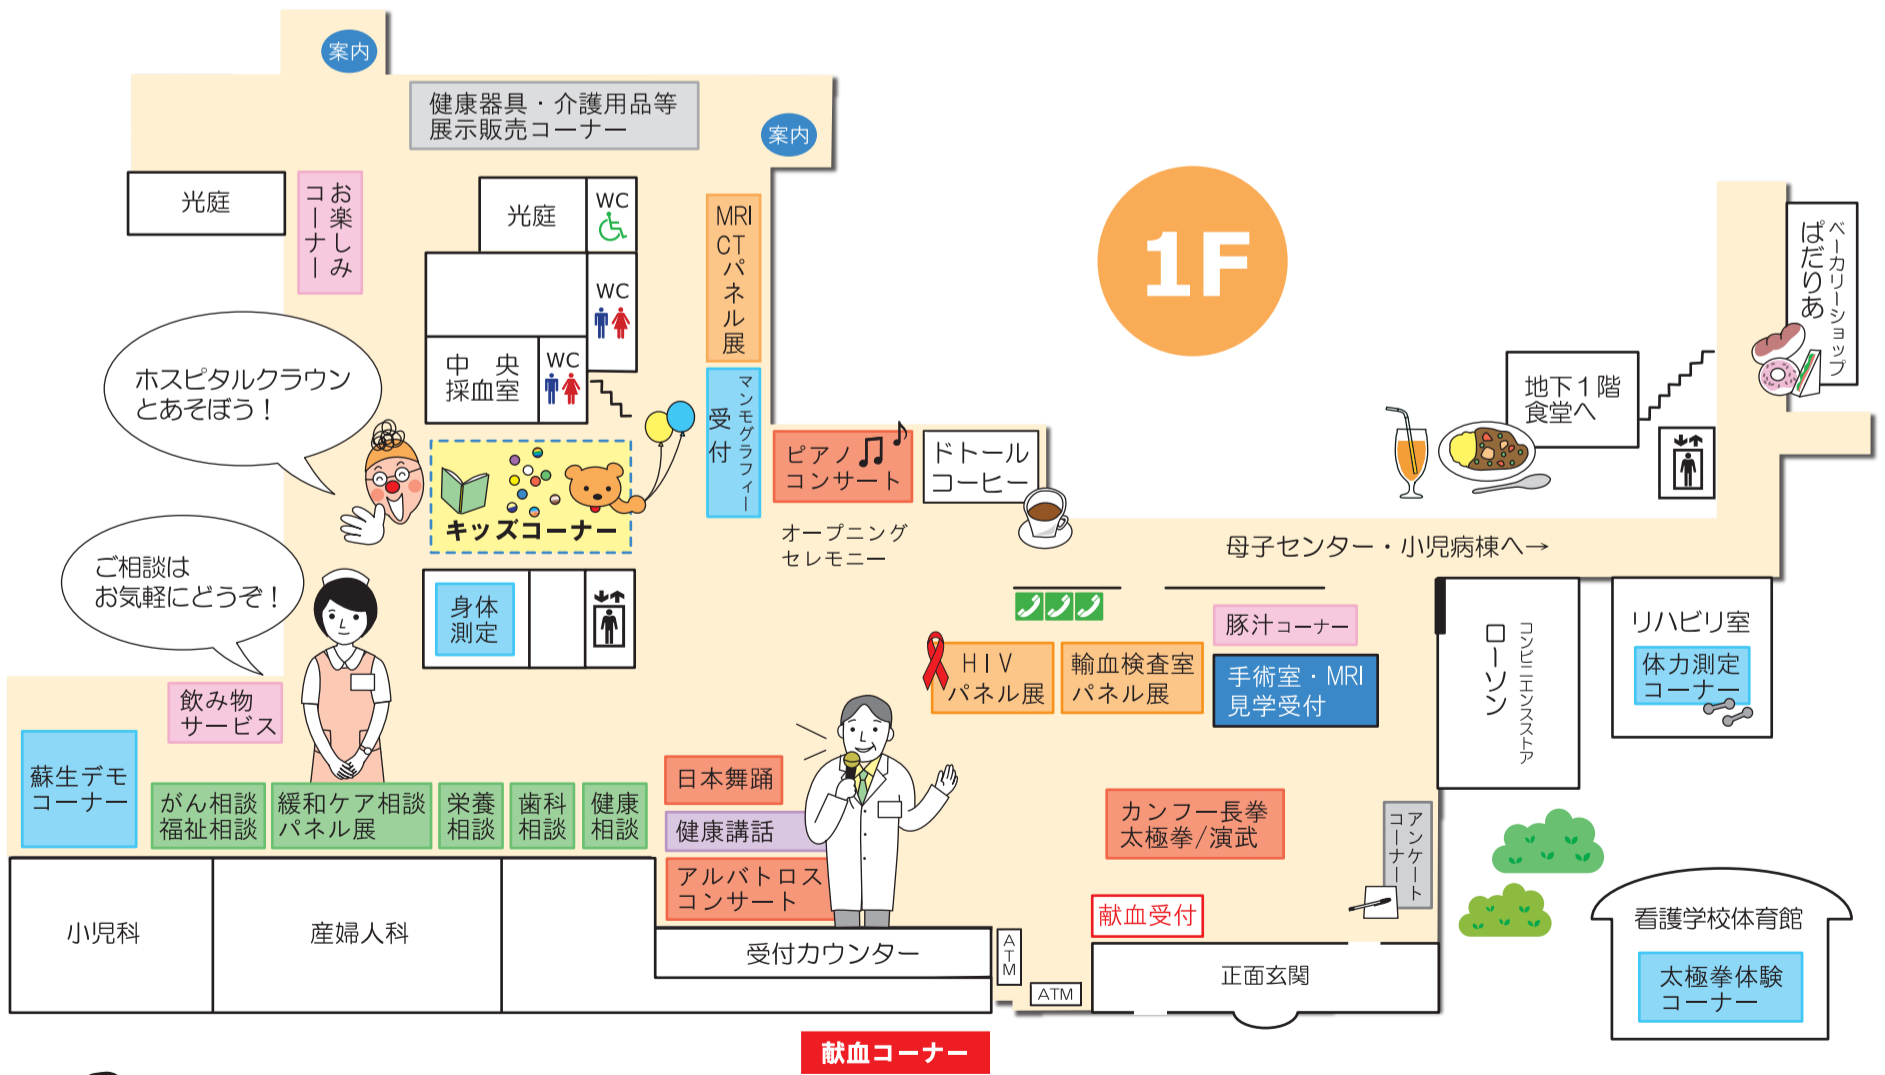 案内
健康器具・介護用品等
展示販売コーナー
案内
光庭
お楽しみ
コーナー
光庭
WC
WC
中 央
採血室
WC
MRI
CTパネル展
マンモグラフィー
受付
1F
ベーカリーショップ
ぱだりあ
地下1階
食堂へ
ホスピタルクラウン
とあそぼう!
キッズコーナー
ピアノ
コンサート
ドトール
コーヒー
オープニング
セレモニー
母子センター・小児病棟へ→
ご相談は
お気軽にどうぞ!
身体
測定
豚汁コーナー
HIV
パネル展
輸血検査室
パネル展
手術室・MRI
見学受付
コンビニエンスストア
ローソン
リハビリ室
体力測定
コーナー
飲み物
サービス
蘇生デモ
コーナー
がん相談
福祉相談
緩和ケア相談
パネル展
栄養
相談
歯科
相談
健康
相談
日本舞踊
健康講話
アルバトロス
コンサート
カンフー長拳
太極拳/演武
アンケート
コーナー
献血受付
小児科
産婦人科
受付カウンター
ATM
ATM
正面玄関
看護学校体育館
太極拳体験
コーナー
献血コーナー